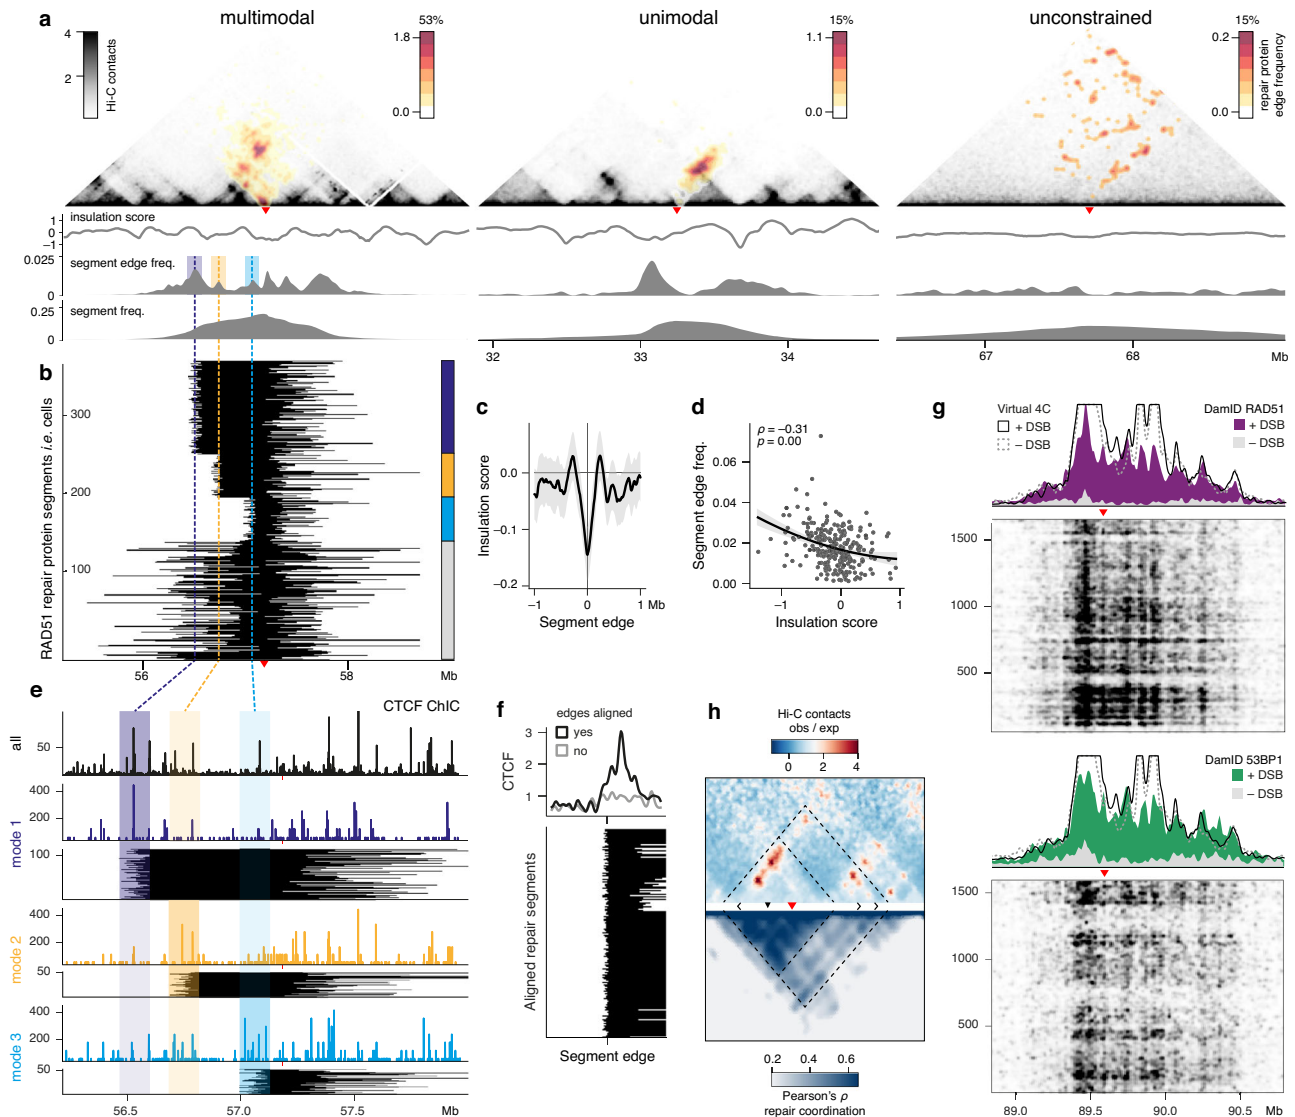 a
multimodal
unimodal
unconstrained
4
2
Hi-C contacts
53%
1.8
0.0
15%
1.1
0.0
15%
0.2
0.0
repair protein
edge frequency
insulation score
1
0
−1
0.025
segment edge freq.
0
0.25
segment freq.
0
32
33
34
67
68
Mb
b
RAD51 repair protein segments i.e. cells
300
200
100
56
58
c
Insulation score
0.0
−0.1
−0.2
−1
0
1
Mb
Segment edge
d
ρ = −0.31
p = 0.00
Segment edge freq.
0.06
0.04
0.02
0.00
−1
0
1
Insulation score
e
CTCF ChIC
all
50
mode 1
400
200
100
mode 2
400
200
50
mode 3
400
200
50
56.5
57.0
57.5
Mb
f
edges aligned
yes
no
CTCF
3
2
1
Aligned repair segments
Segment edge
g
Virtual 4C
+ DSB
− DSB
DamID RAD51
+ DSB
− DSB
1500
1000
500
DamID 53BP1
+ DSB
− DSB
1500
1000
500
89.0
89.5
90.0
90.5
Mb
h
Hi-C contacts
obs / exp
0
4
0.2
0.4
0.6
Pearson's ρ
repair coordination